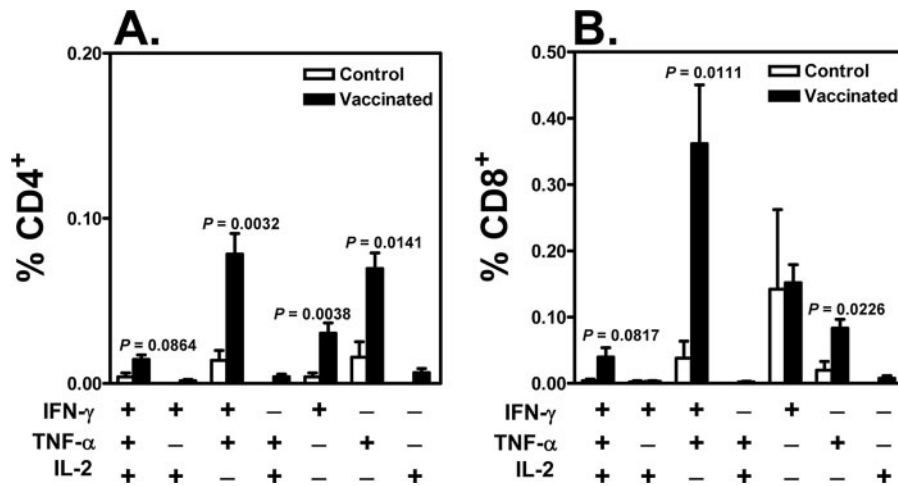 A.
0.20
Control
Vaccinated
% CD4+
0.10
P = 0.0032
P = 0.0141
P = 0.0038
P = 0.0864
0.00
IFN-γ + + + – + – –
TNF-α + – + + – + –
IL-2 + + – + – – +
B.
0.50
P = 0.0111
Control
Vaccinated
0.40
% CD8+
0.30
0.20
P = 0.0226
0.10
P = 0.0817
0.00
IFN-γ + + + – + – –
TNF-α + – + + – + –
IL-2 + + – + – – +